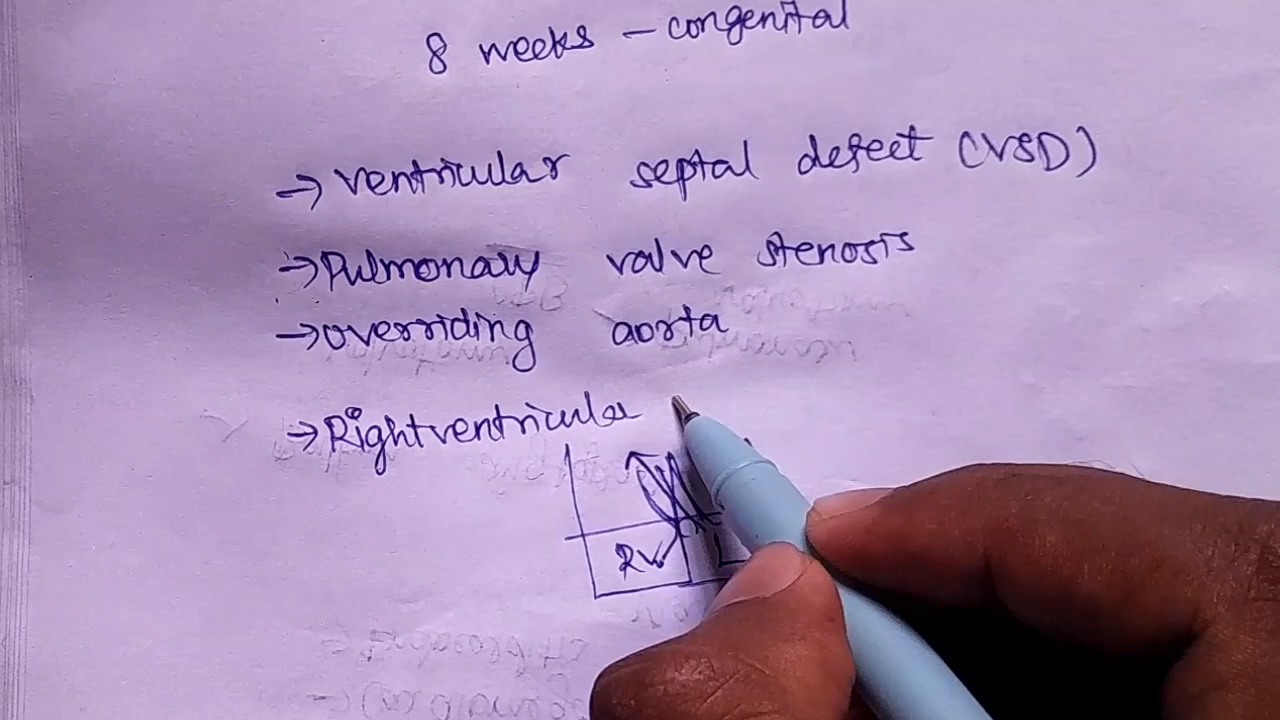 8 weeks - congenital
→ ventricular septal defect (VSD)
→ Pulmonary valve stenosis
→ overriding aorta
→ Rightventricular
RV L